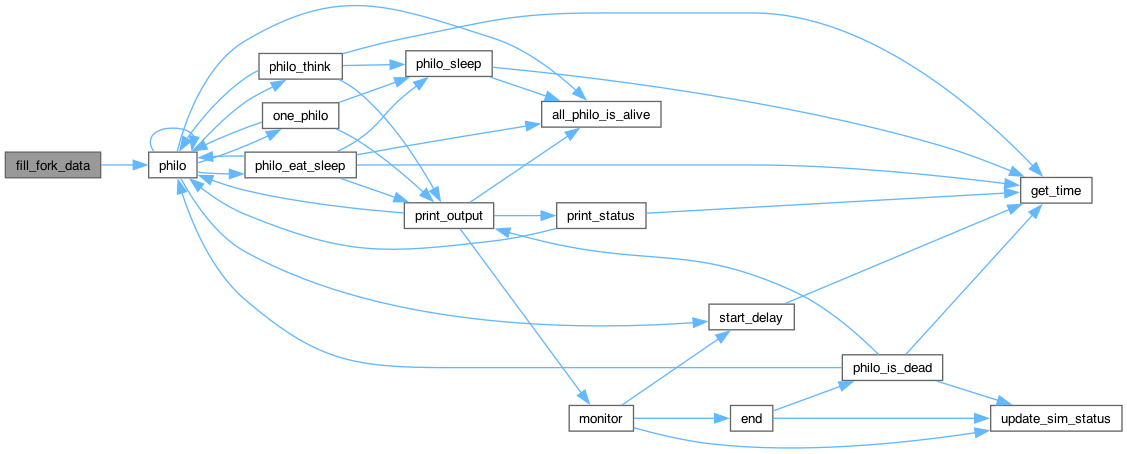 philo_think
philo_sleep
one_philo
all_philo_is_alive
fill_fork_data
philo
philo_eat_sleep
get_time
print_output
print_status
start_delay
philo_is_dead
monitor
end
update_sim_status